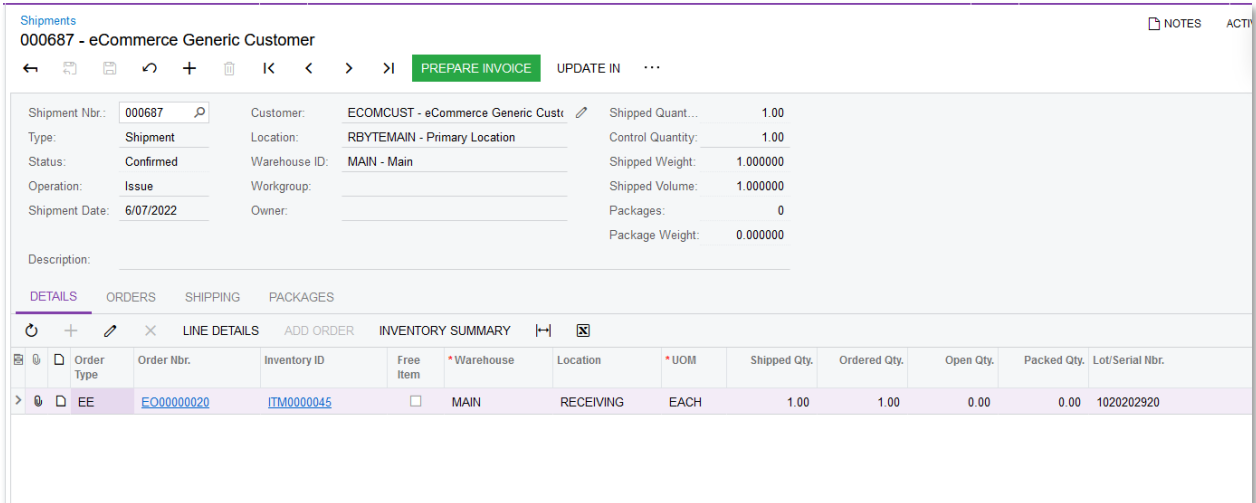 Shipments
NOTES
000687 - eCommerce Generic Customer
PREPARE INVOICE UPDATE IN ...
Shipment Nbr.: 000687 Customer: ECOMCUST - eCommerce Generic Custo Shipped Quant... 1.00
Type: Shipment Location: RBYTEMAIN - Primary Location Control Quantity: 1.00
Status: Confirmed Warehouse ID: MAIN - Main Shipped Weight: 1.000000
Operation: Issue Workgroup: Shipped Volume: 1.000000
Shipment Date: 6/07/2022 Owner: Packages: 0
Package Weight: 0.000000
Description:
DETAILS ORDERS SHIPPING PACKAGES
LINE DETAILS ADD ORDER INVENTORY SUMMARY
Order Type Order Nbr. Inventory ID Free Item * Warehouse Location * UOM Shipped Qty. Ordered Qty. Open Qty. Packed Qty. Lot/Serial Nbr.
EE EO00000020 ITM0000045 MAIN RECEIVING EACH 1.00 1.00 0.00 0.00 1020202920